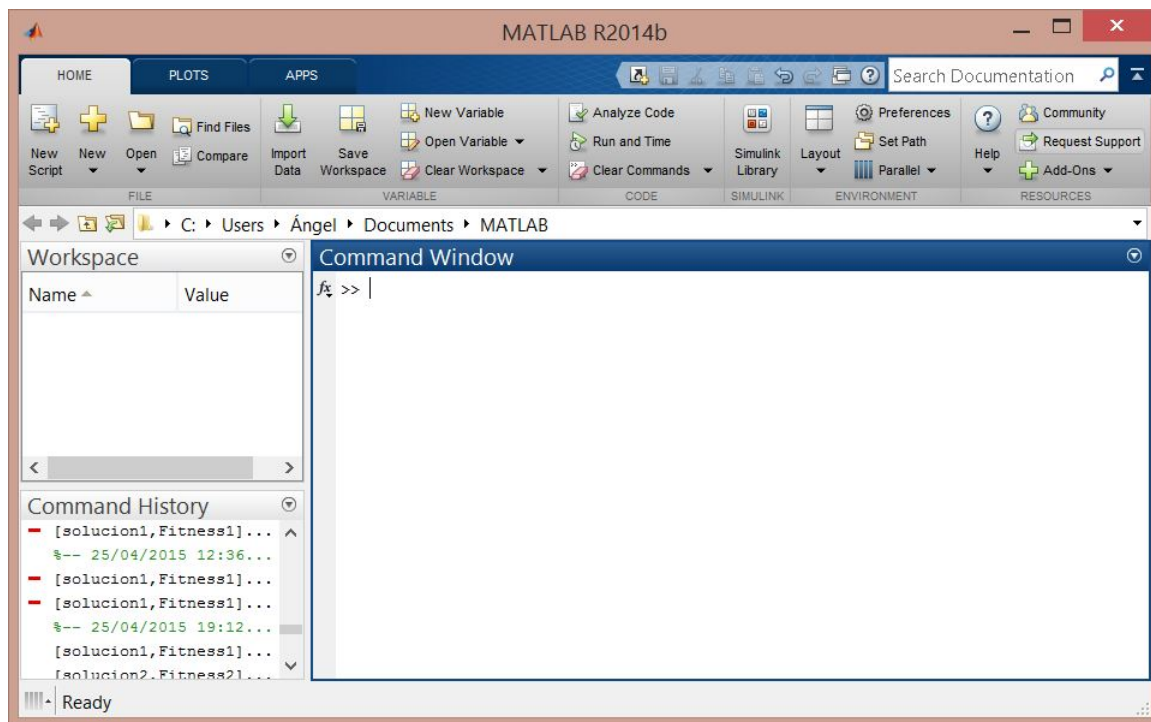 MATLAB R2014b
HOME PLOTS APPS Search Documentation
New Script New Open Find Files Compare Import Data Save Workspace New Variable Open Variable Clear Workspace Analyze Code Run and Time Clear Commands Simulink Library Layout Preferences Set Path Parallel Help Community Request Support Add-Ons
FILE VARIABLE CODE SIMULINK ENVIRONMENT RESOURCES
C: Users Ángel Documents MATLAB
Workspace
Name Value
Command History
[solucion1,Fitness1]...
%-- 25/04/2015 12:36...
[solucion1,Fitness1]...
[solucion1,Fitness1]...
%-- 25/04/2015 19:12...
[solucion1,Fitness1]...
[solucion2,Fitness2]...
Command Window
fx >>
Ready